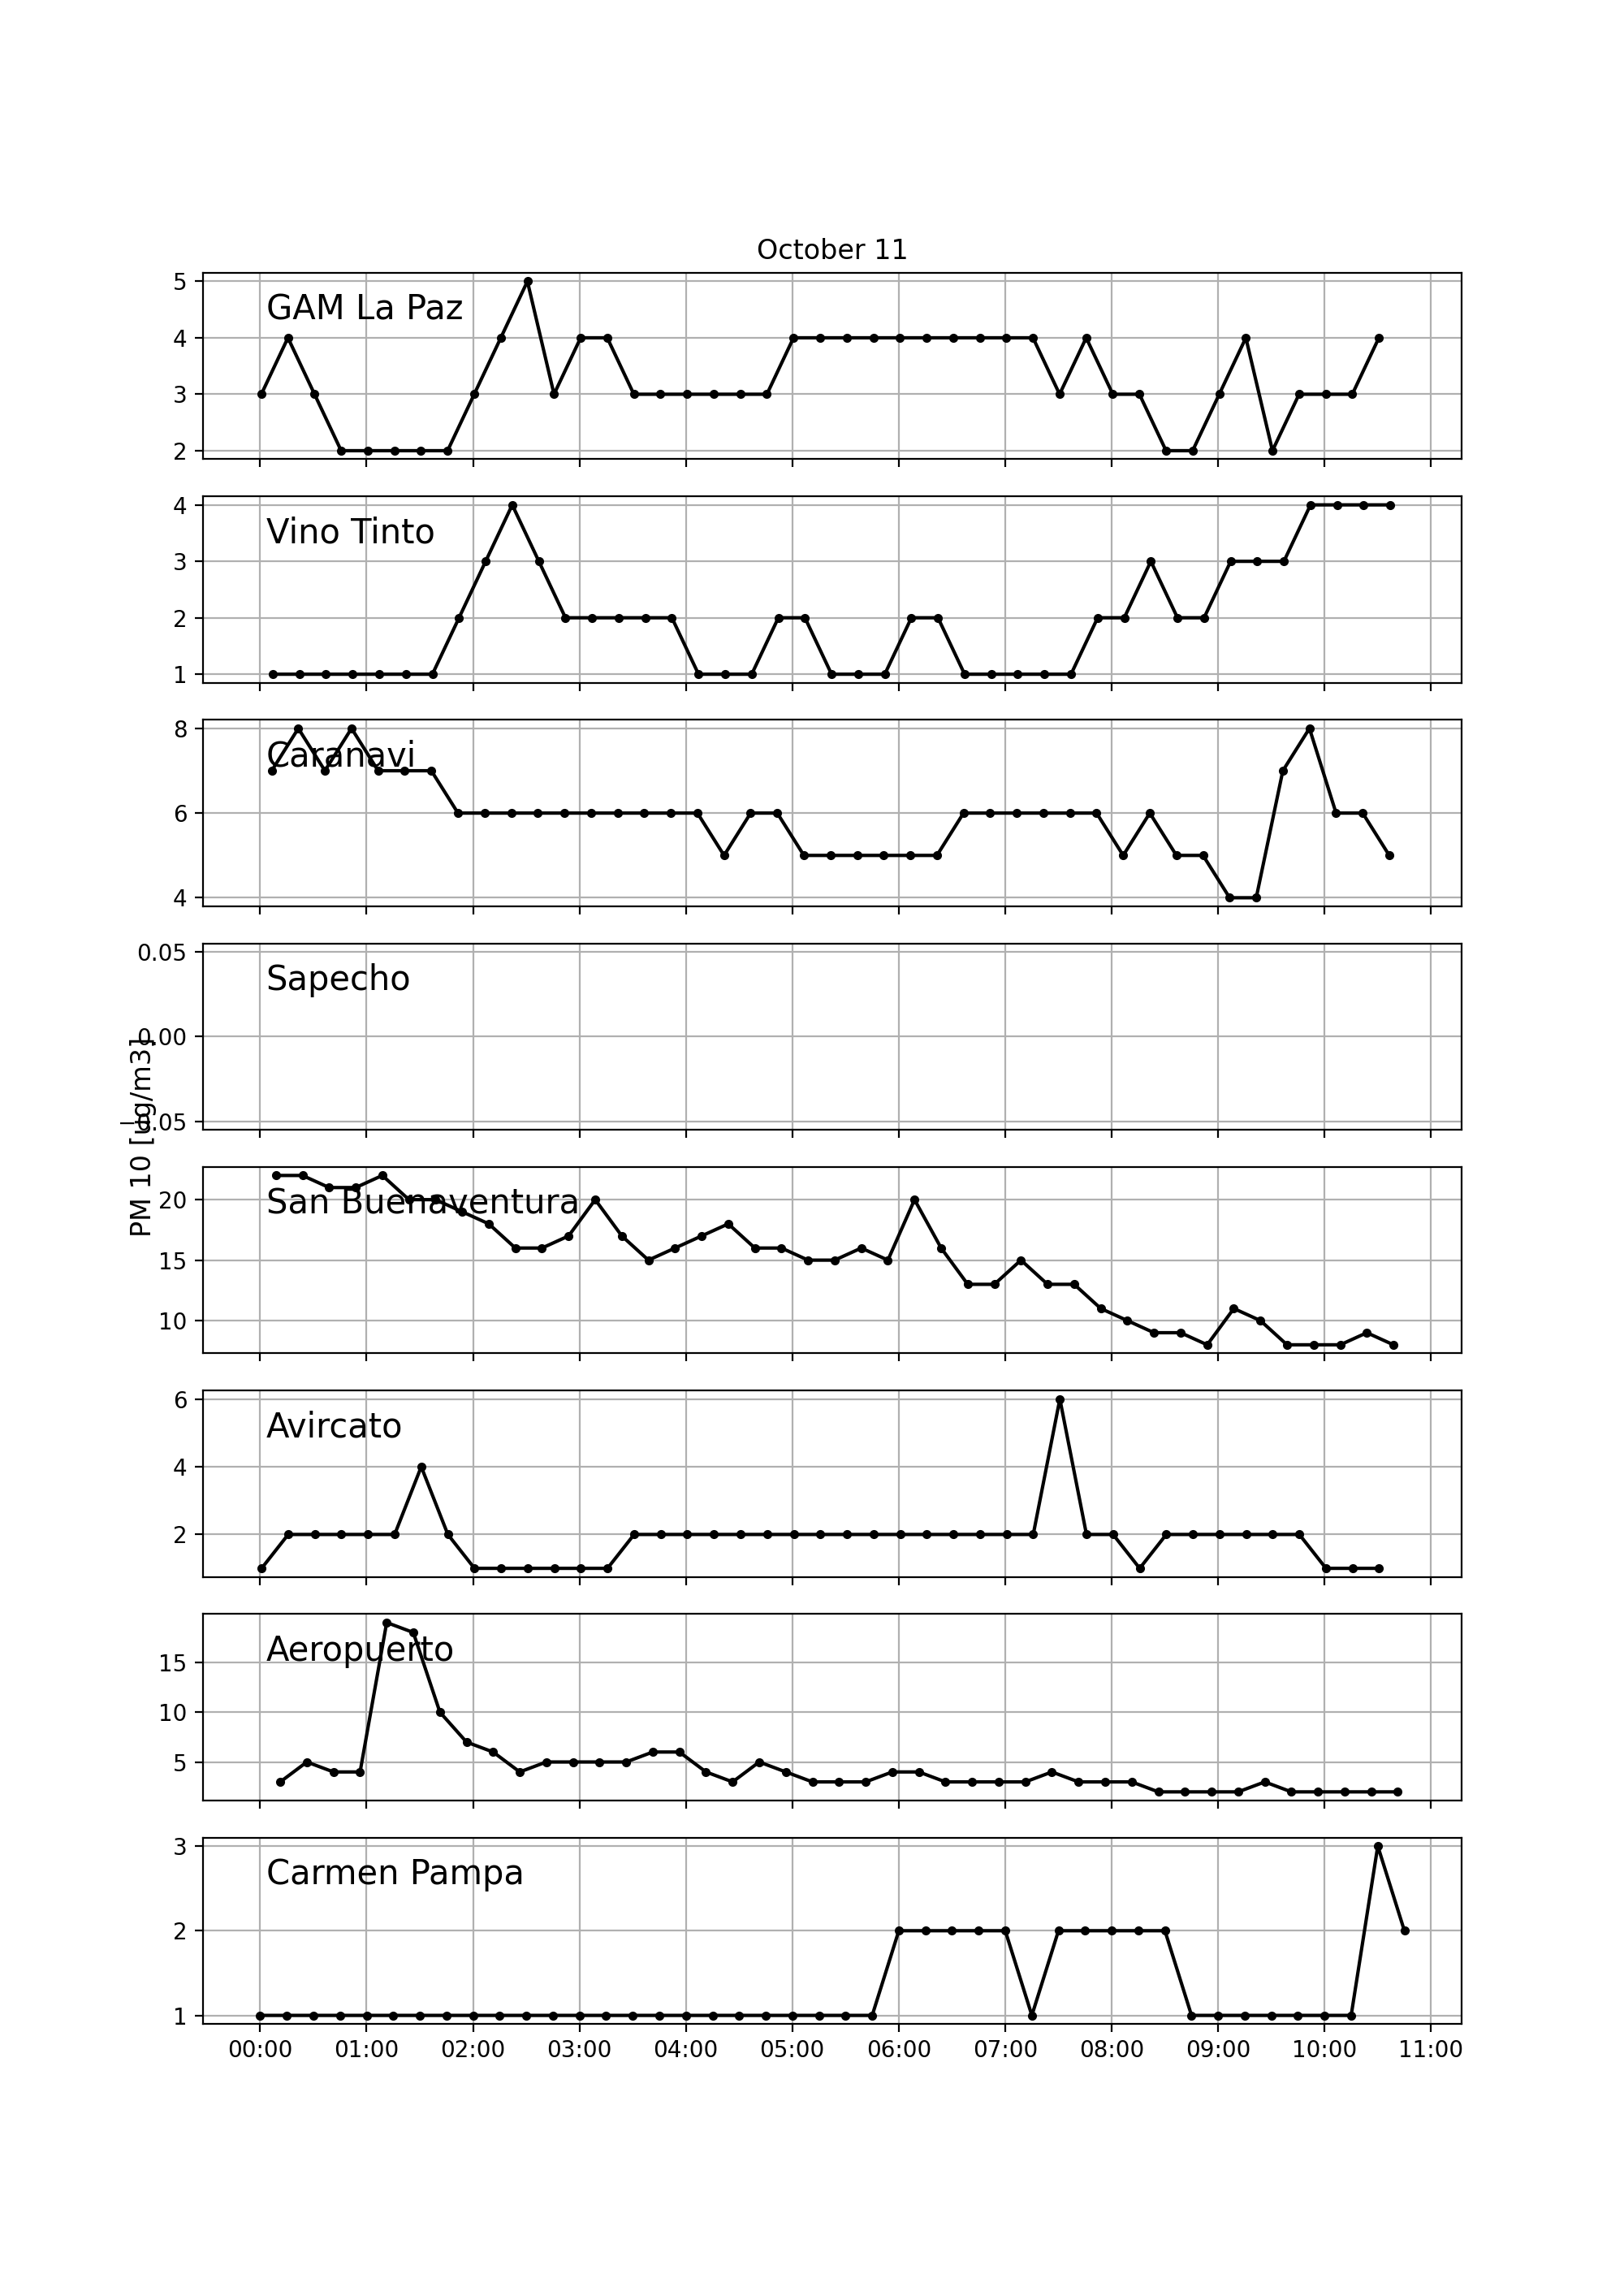 October 11
5
GAM La Paz
4
3
2
4
Vino Tinto
3
2
1
8
Caranavi
6
4
0.05
Sapecho
0.00
−0.05
PM 10 [ug/m3]
San Buenaventura
20
15
10
6
Avircato
4
2
Aeropuerto
15
10
5
3
Carmen Pampa
2
1
00:00 01:00 02:00 03:00 04:00 05:00 06:00 07:00 08:00 09:00 10:00 11:00